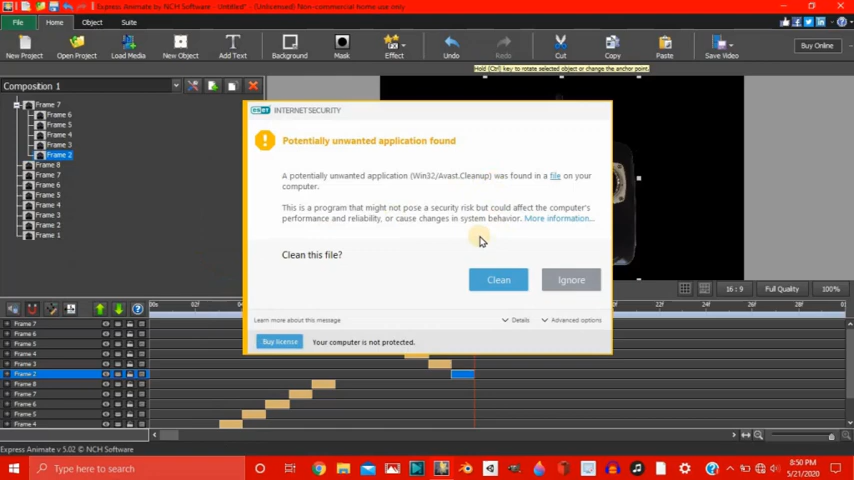 Express Animate by NCH Software - Untitled* - (Unlicensed) Non-commercial home use only
File Home Object Suite
New Project Open Project Load Media New Object Add Text Background Mask Effect Undo Redo Cut Copy Paste Save Video Buy Online
Hold [Ctrl] key to rotate selected object or change the anchor point.
Composition 1
Frame 7
Frame 6
Frame 5
Frame 4
Frame 3
Frame 2
Frame 8
Frame 7
Frame 6
Frame 5
Frame 4
Frame 3
Frame 2
Frame 1
eset INTERNET SECURITY
Potentially unwanted application found
A potentially unwanted application (Win32/Avast.Cleanup) was found in a file on your
computer.
This is a program that might not pose a security risk but could affect the computer's
performance and reliability, or cause changes in system behavior. More information...
Clean this file?
Clean Ignore
Learn more about this message Details Advanced options
Buy license Your computer is not protected.
16 : 9 Full Quality 100%
00s 02f 03s
Frame 7
Frame 6
Frame 5
Frame 4
Frame 3
Frame 2
Frame 8
Frame 7
Frame 6
Frame 5
Frame 4
Express Animate v 5.02 © NCH Software
Type here to search
8:50 PM
5/21/2020